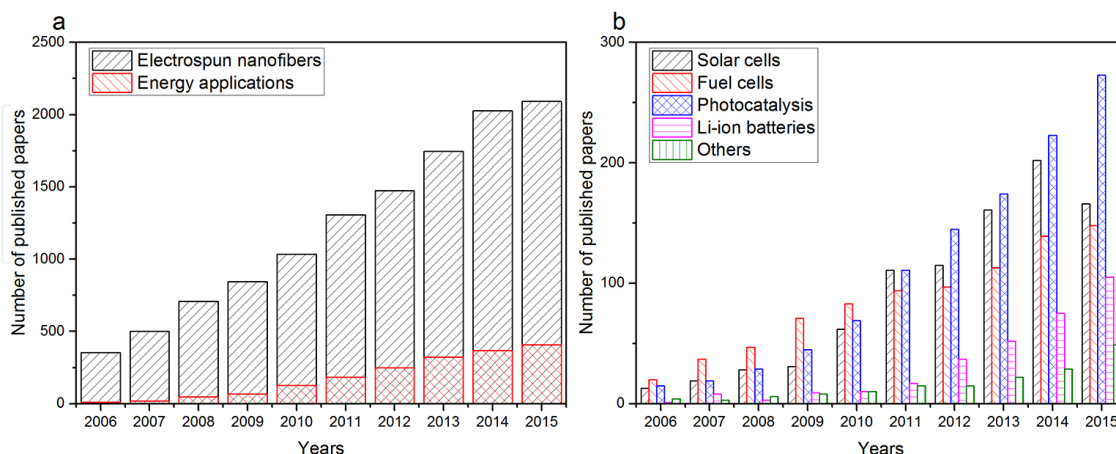 a
2500
2000
1500
1000
500
0
Number of published papers
Electrospun nanofibers
Energy applications
2006 2007 2008 2009 2010 2011 2012 2013 2014 2015
Years
b
300
200
100
0
Number of published papers
Solar cells
Fuel cells
Photocatalysis
Li-ion batteries
Others
2006 2007 2008 2009 2010 2011 2012 2013 2014 2015
Years